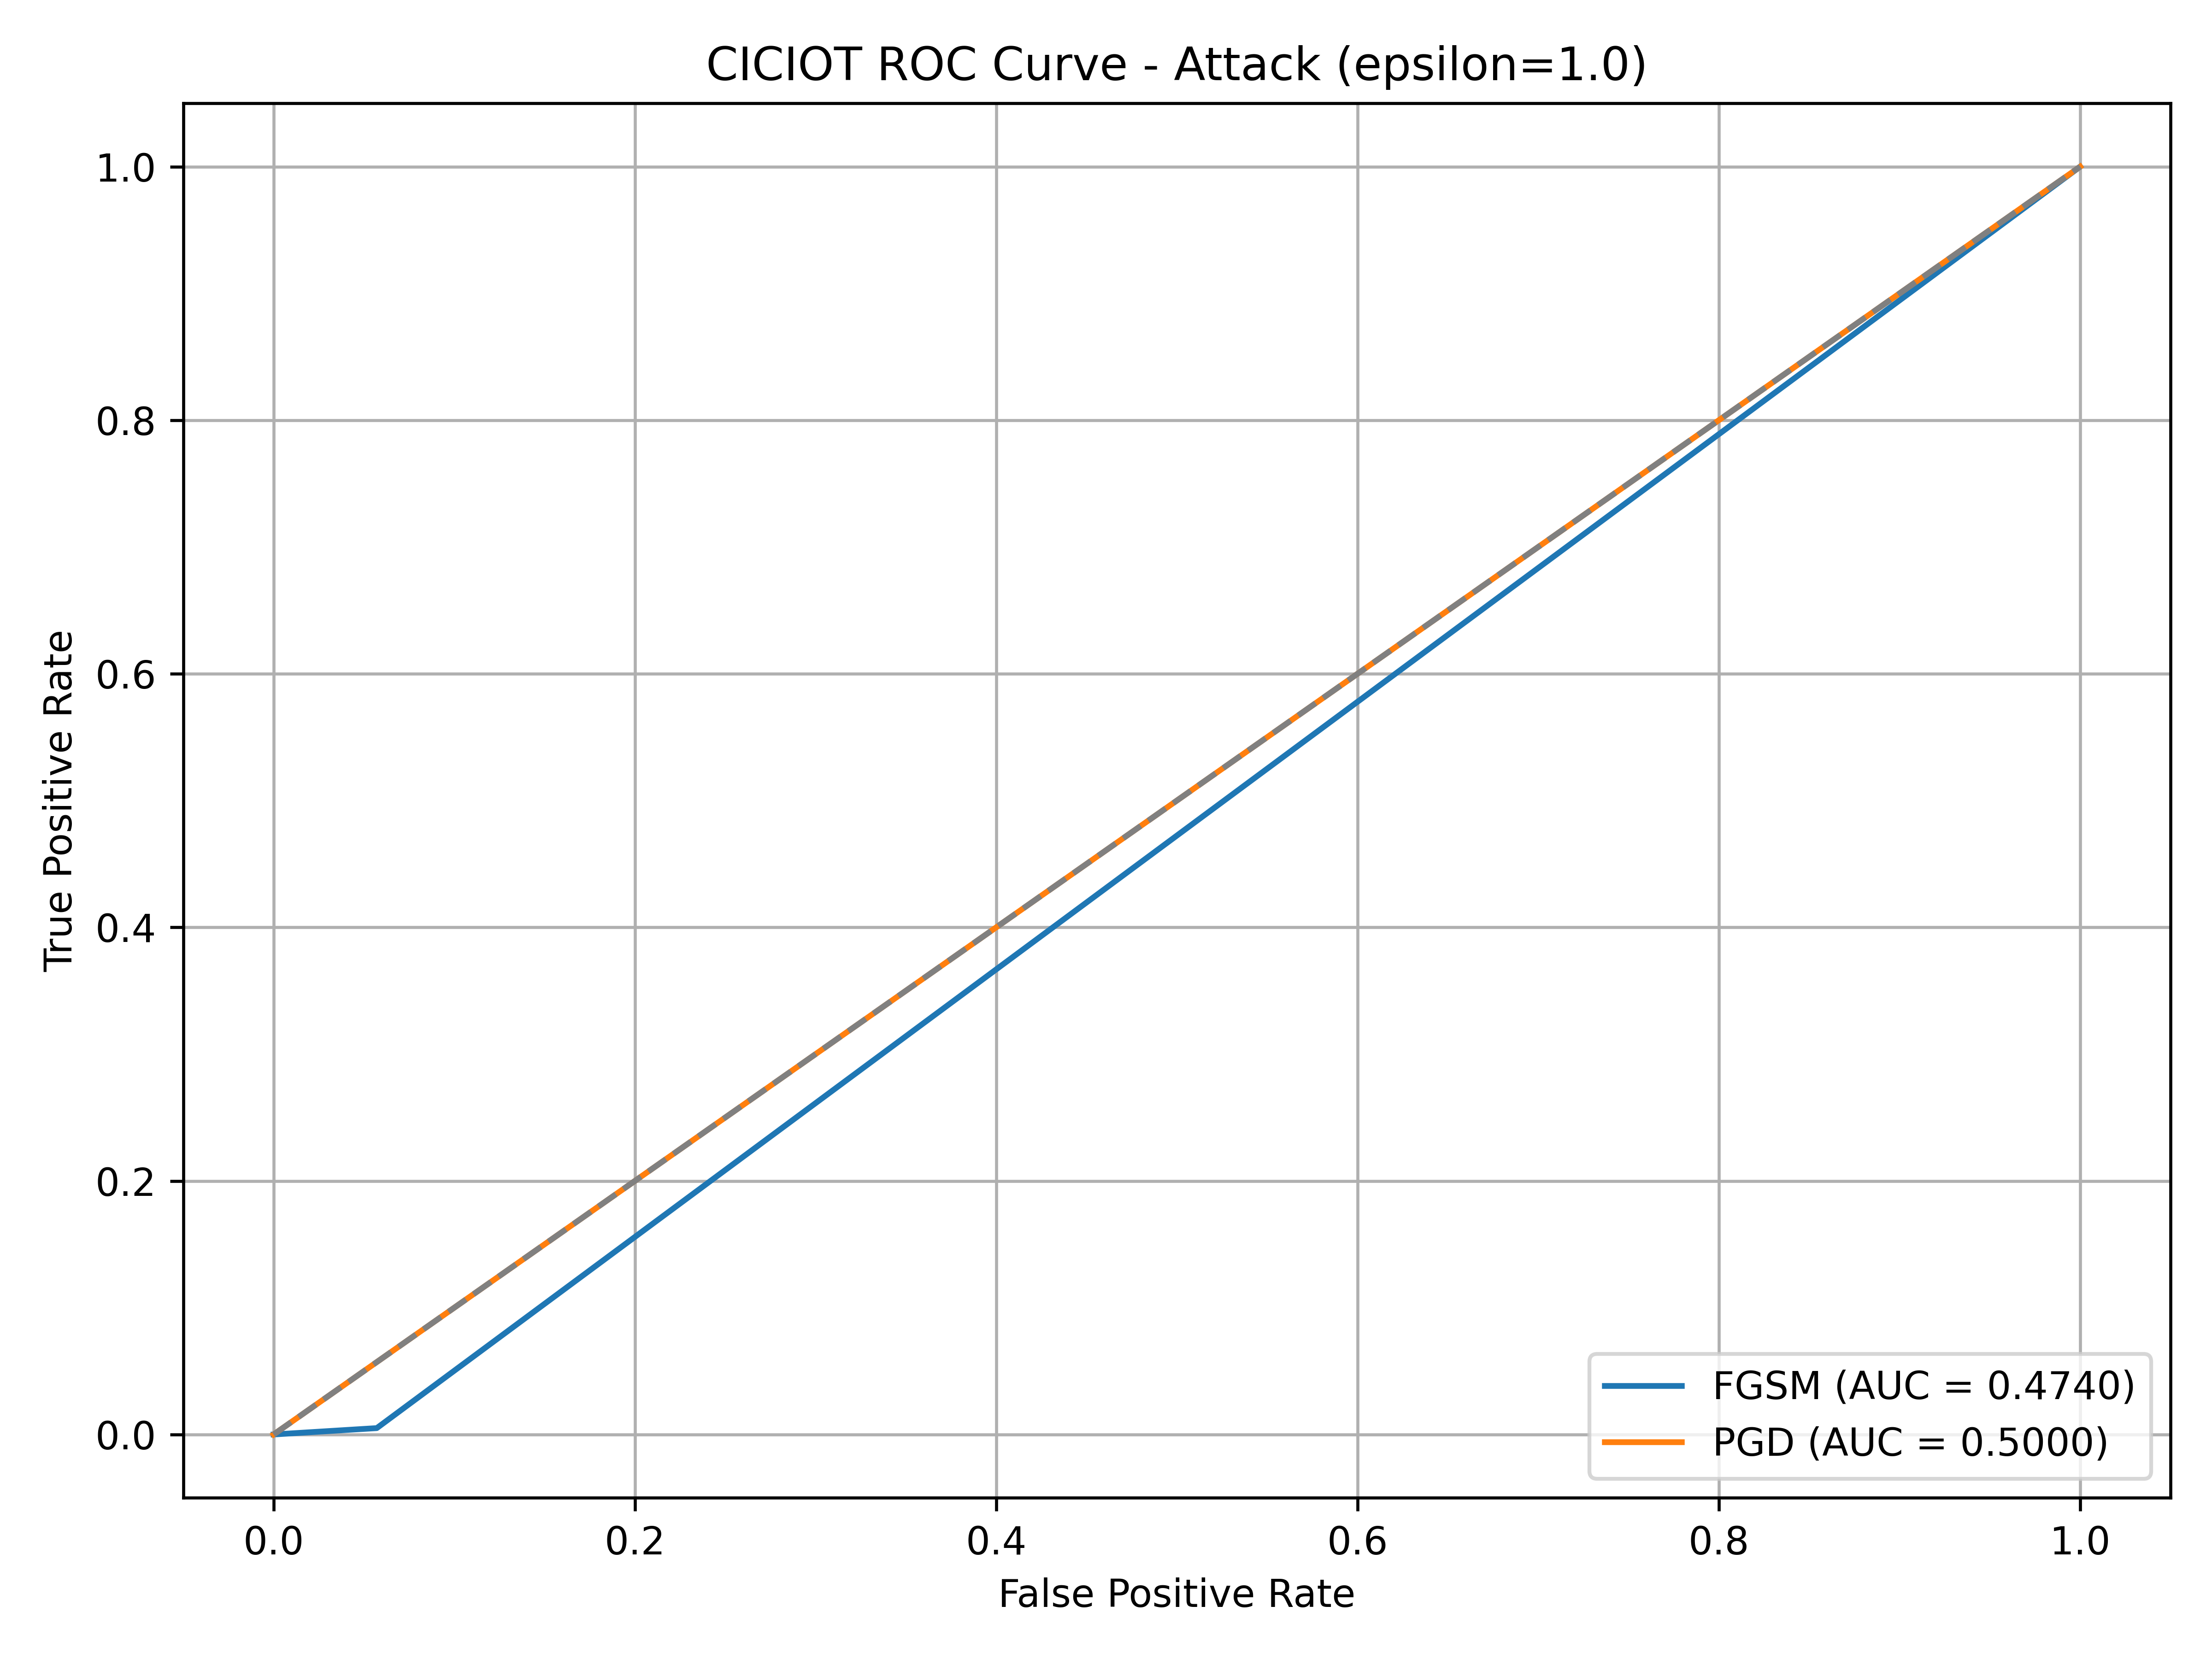 CICIOT ROC Curve - Attack (epsilon=1.0)
True Positive Rate
1.0
0.8
0.6
0.4
0.2
0.0
FGSM (AUC = 0.4740)
PGD (AUC = 0.5000)
0.0 0.2 0.4 0.6 0.8 1.0
False Positive Rate